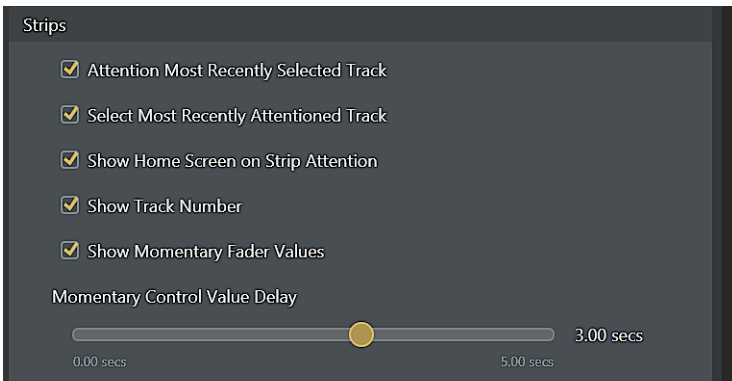 Strips
Attention Most Recently Selected Track
Select Most Recently Attentioned Track
Show Home Screen on Strip Attention
Show Track Number
Show Momentary Fader Values
Momentary Control Value Delay
3.00 secs
0.00 secs 5.00 secs